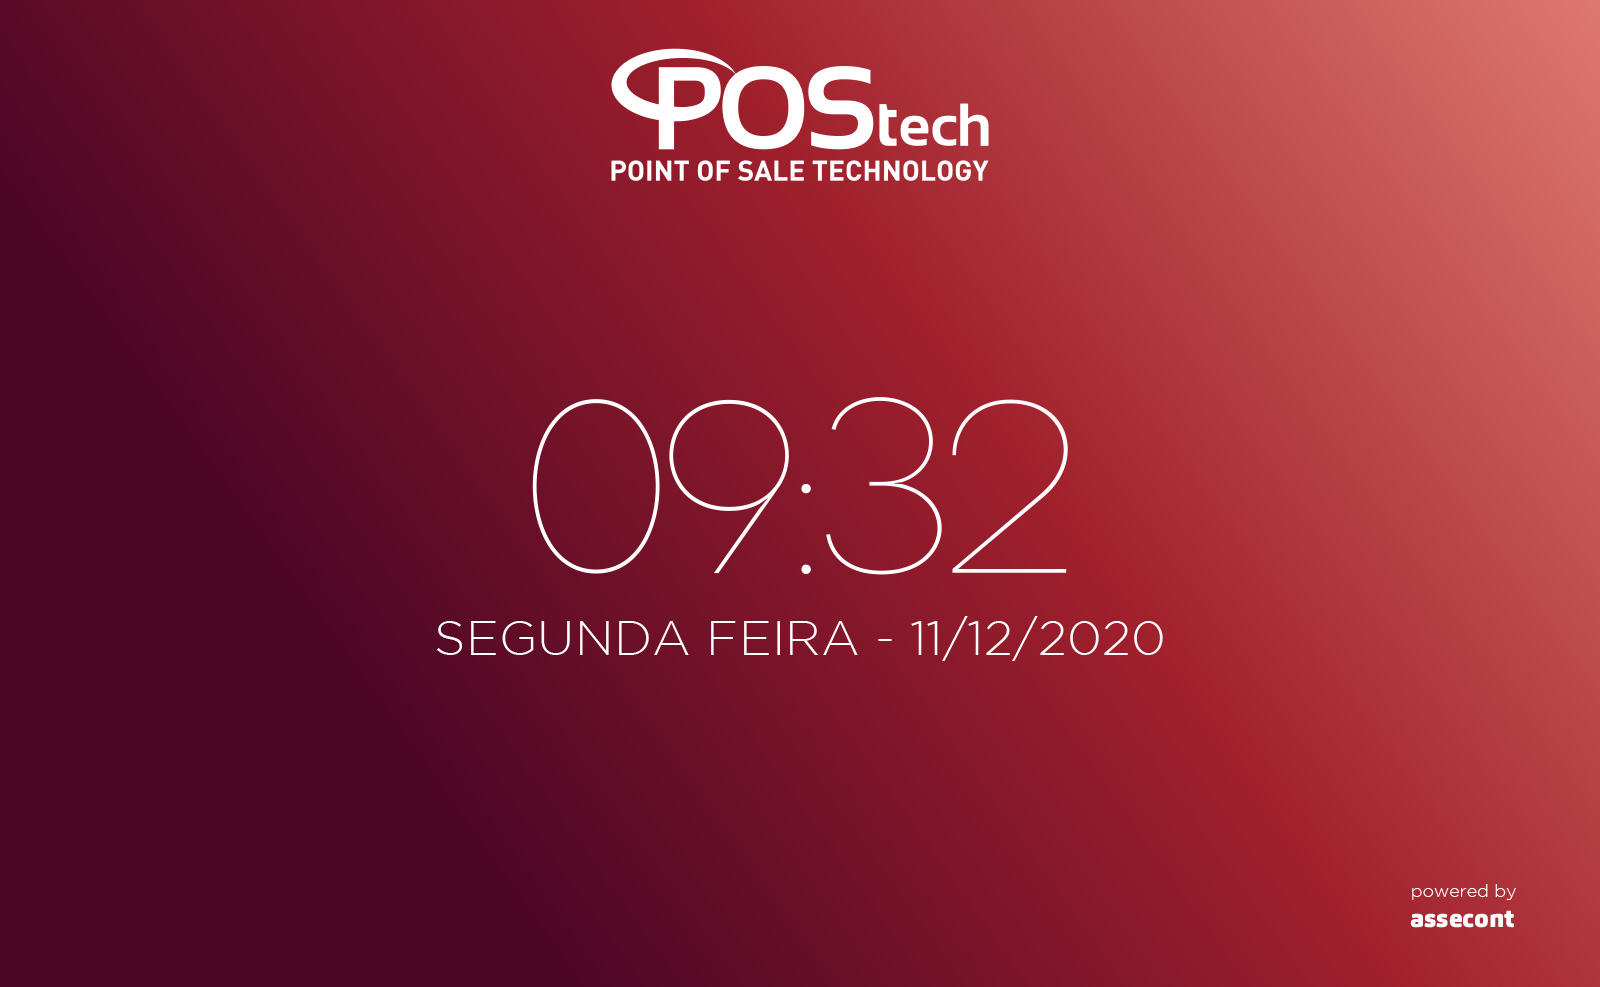 POStech
POINT OF SALE TECHNOLOGY
09:32
SEGUNDA FEIRA - 11/12/2020
powered by
assecont